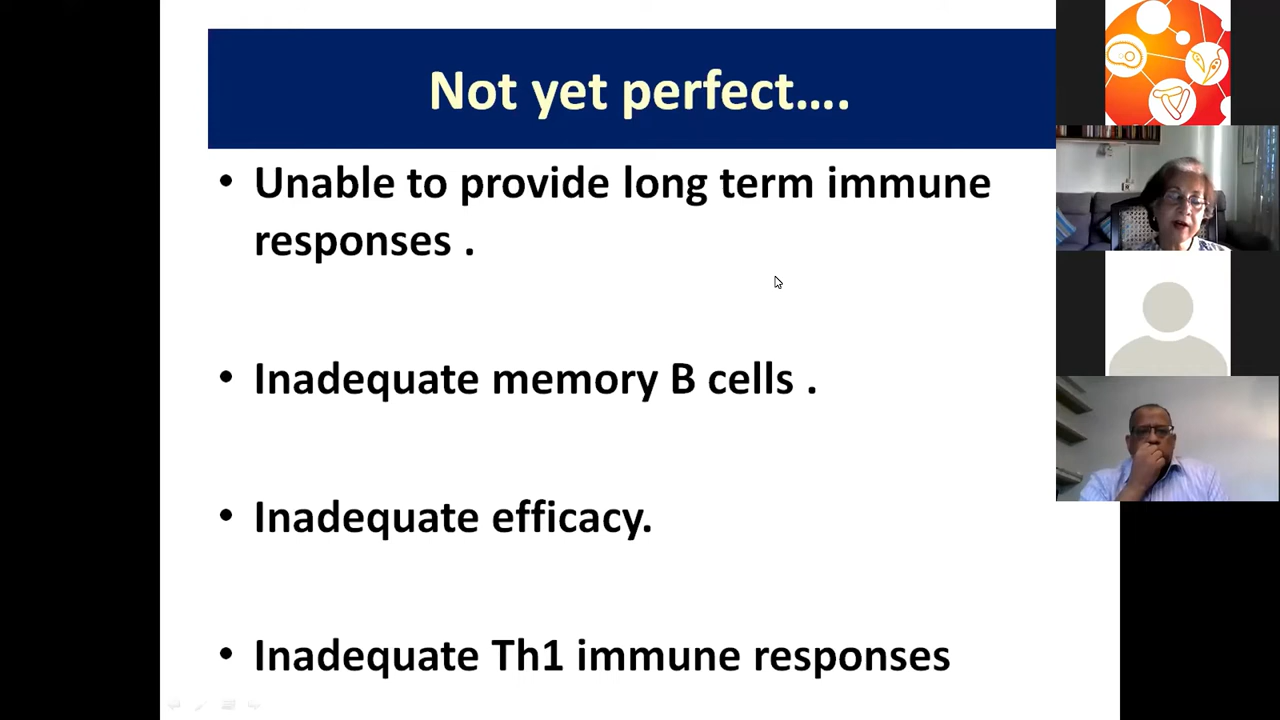 Not yet perfect....
• Unable to provide long term immune
responses .
• Inadequate memory B cells .
• Inadequate efficacy.
• Inadequate Th1 immune responses